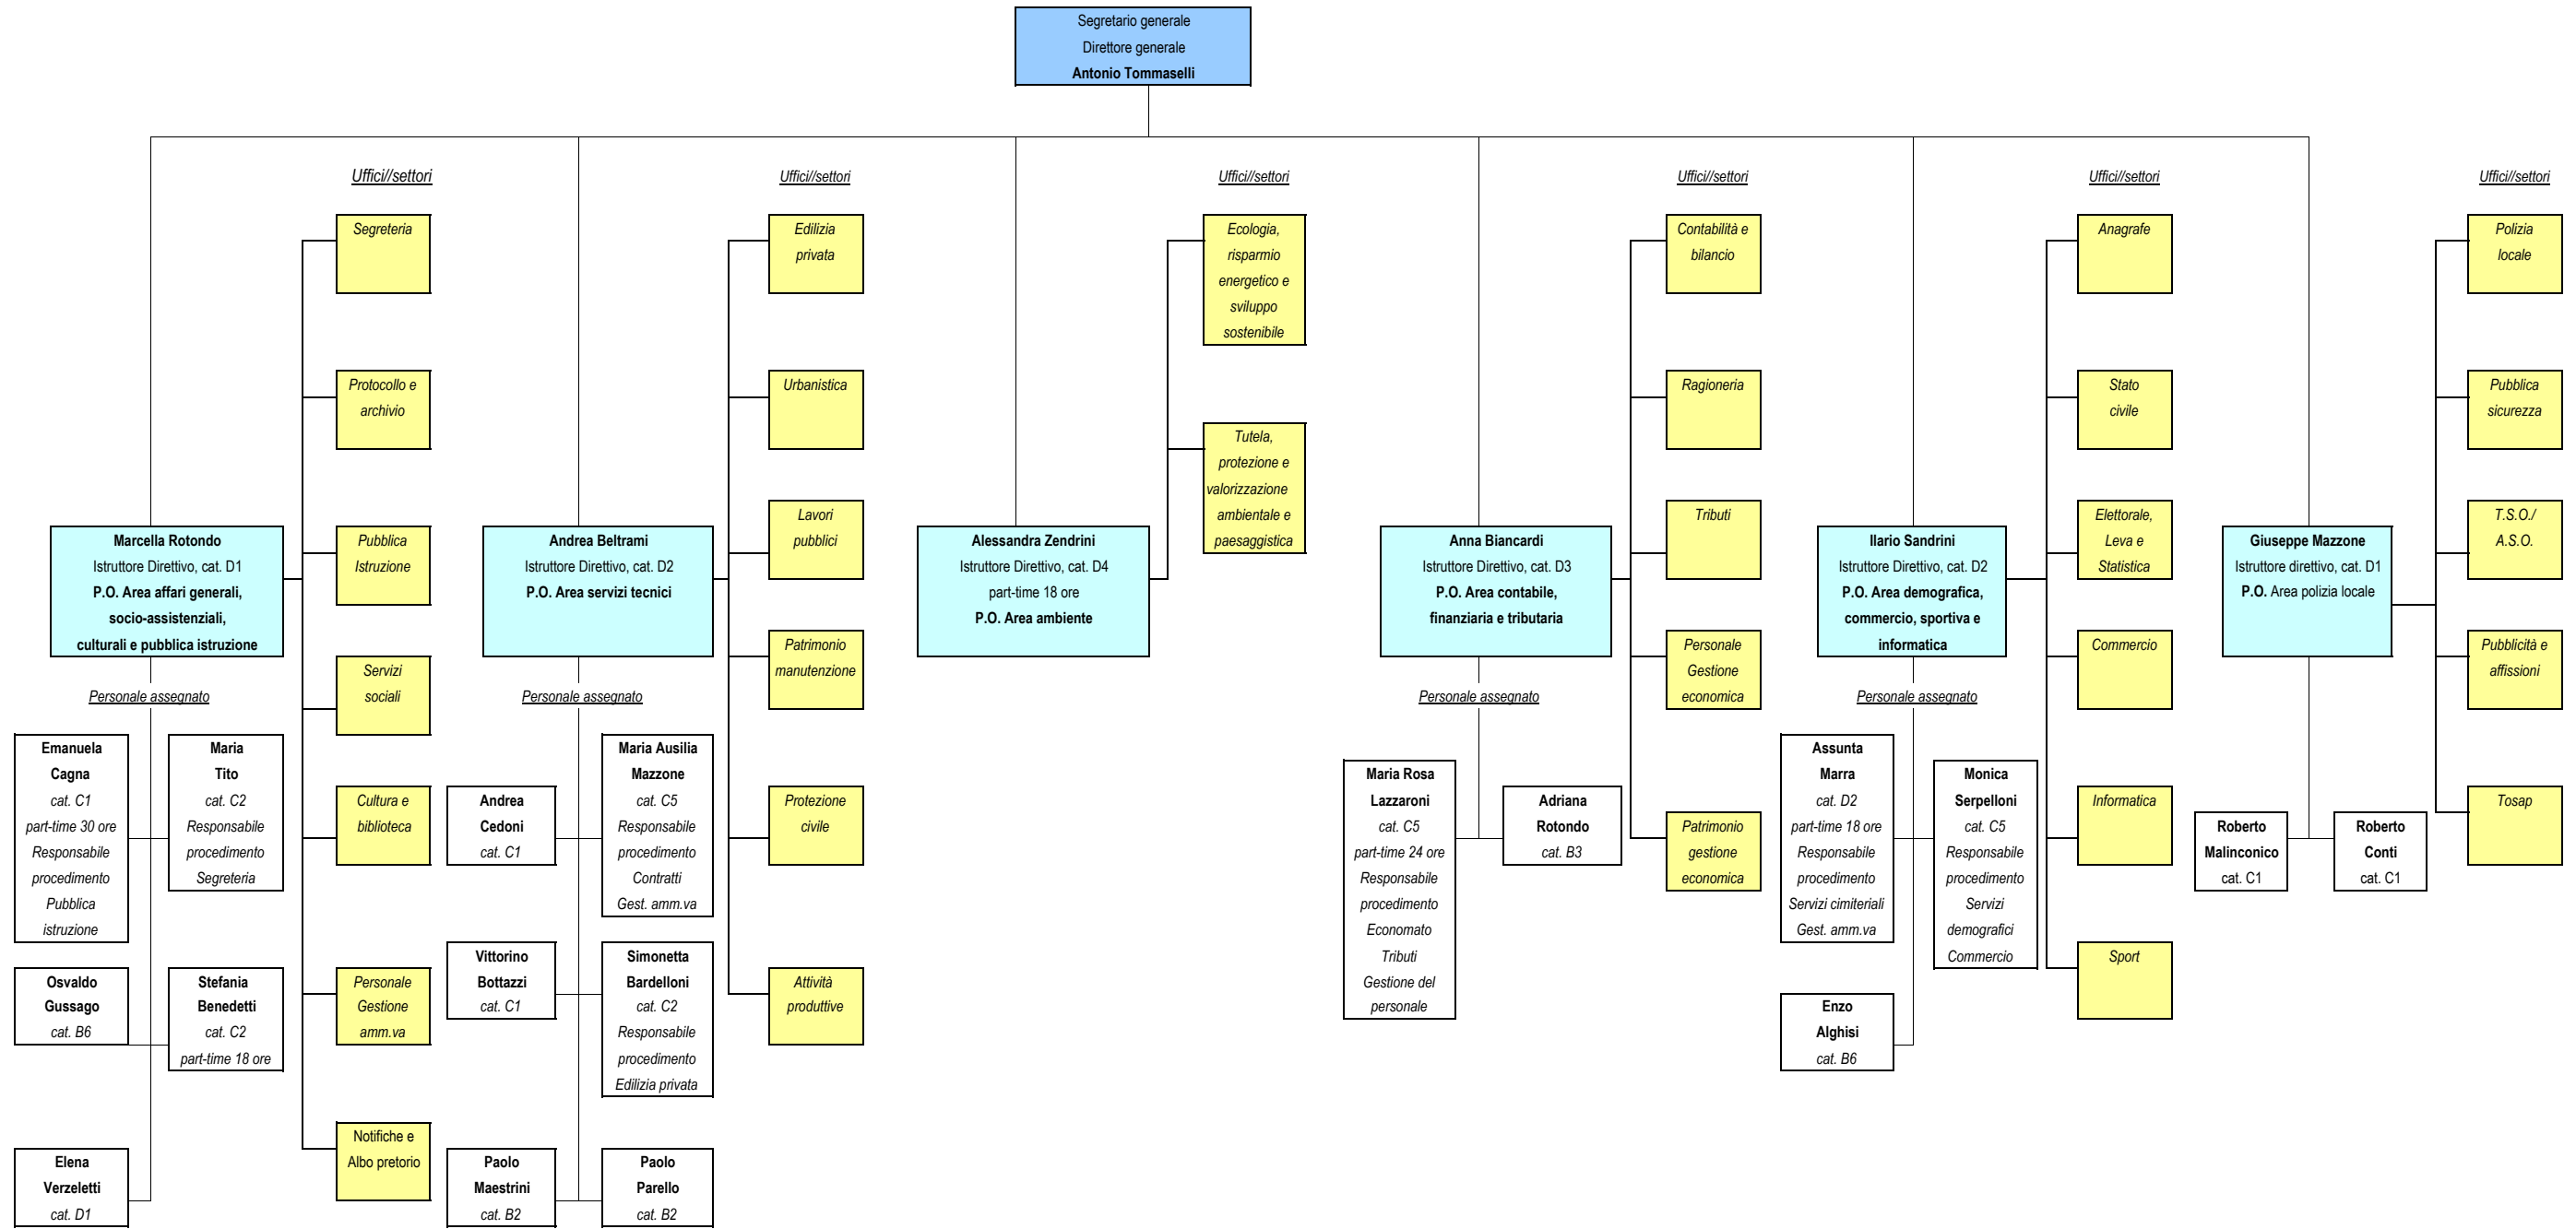 Segretario generale
Direttore generale
Antonio Tommaselli
Uffici//settori
Uffici//settori
Uffici//settori
Uffici//settori
Uffici//settori
Uffici//settori
Marcella Rotondo
Istruttore Direttivo, cat. D1
P.O. Area affari generali,
socio-assistenziali,
culturali e pubblica istruzione
Segreteria
Protocollo e
archivio
Pubblica
Istruzione
Servizi
sociali
Cultura e
biblioteca
Personale
Gestione
amm.va
Notifiche e
Albo pretorio
Personale assegnato
Emanuela
Cagna
cat. C1
part-time 30 ore
Responsabile
procedimento
Pubblica
istruzione
Maria
Tito
cat. C2
Responsabile
procedimento
Segreteria
Osvaldo
Gussago
cat. B6
Stefania
Benedetti
cat. C2
part-time 18 ore
Elena
Verzeletti
cat. D1
Andrea Beltrami
Istruttore Direttivo, cat. D2
P.O. Area servizi tecnici
Edilizia
privata
Urbanistica
Lavori
pubblici
Patrimonio
manutenzione
Protezione
civile
Attività
produttive
Personale assegnato
Andrea
Cedoni
cat. C1
Maria Ausilia
Mazzone
cat. C5
Responsabile
procedimento
Contratti
Gest. amm.va
Vittorino
Bottazzi
cat. C1
Simonetta
Bardelloni
cat. C2
Responsabile
procedimento
Edilizia privata
Paolo
Maestrini
cat. B2
Paolo
Parello
cat. B2
Alessandra Zendrini
Istruttore Direttivo, cat. D4
part-time 18 ore
P.O. Area ambiente
Ecologia,
risparmio
energetico e
sviluppo
sostenibile
Tutela,
protezione e
valorizzazione
ambientale e
paesaggistica
Anna Biancardi
Istruttore Direttivo, cat. D3
P.O. Area contabile,
finanziaria e tributaria
Contabilità e
bilancio
Ragioneria
Tributi
Personale
Gestione
economica
Patrimonio
gestione
economica
Personale assegnato
Maria Rosa
Lazzaroni
cat. C5
part-time 24 ore
Responsabile
procedimento
Economato
Tributi
Gestione del
personale
Adriana
Rotondo
cat. B3
Ilario Sandrini
Istruttore Direttivo, cat. D2
P.O. Area demografica,
commercio, sportiva e
informatica
Anagrafe
Stato
civile
Elettorale,
Leva e
Statistica
Commercio
Informatica
Sport
Personale assegnato
Assunta
Marra
cat. D2
part-time 18 ore
Responsabile
procedimento
Servizi cimiteriali
Gest. amm.va
Monica
Serpelloni
cat. C5
Responsabile
procedimento
Servizi
demografici
Commercio
Enzo
Alghisi
cat. B6
Giuseppe Mazzone
Istruttore direttivo, cat. D1
P.O. Area polizia locale
Polizia
locale
Pubblica
sicurezza
T.S.O./
A.S.O.
Pubblicità e
affissioni
Tosap
Roberto
Malinconico
cat. C1
Roberto
Conti
cat. C1